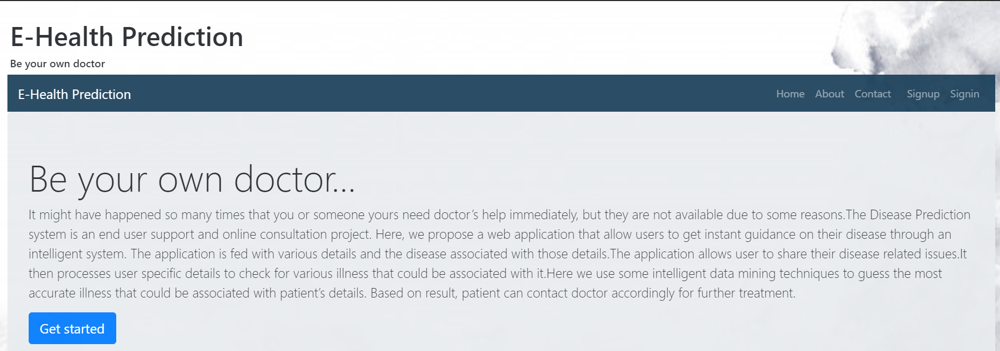 E-Health Prediction
Be your own doctor
E-Health Prediction Home About Contact Signup Signin
Be your own doctor...
It might have happened so many times that you or someone yours need doctor’s help immediately, but they are not available due to some reasons.The Disease Prediction
system is an end user support and online consultation project. Here, we propose a web application that allow users to get instant guidance on their disease through an
intelligent system. The application is fed with various details and the disease associated with those details.The application allows user to share their disease related issues.It
then processes user specific details to check for various illness that could be associated with it.Here we use some intelligent data mining techniques to guess the most
accurate illness that could be associated with patient’s details. Based on result, patient can contact doctor accordingly for further treatment.
Get started